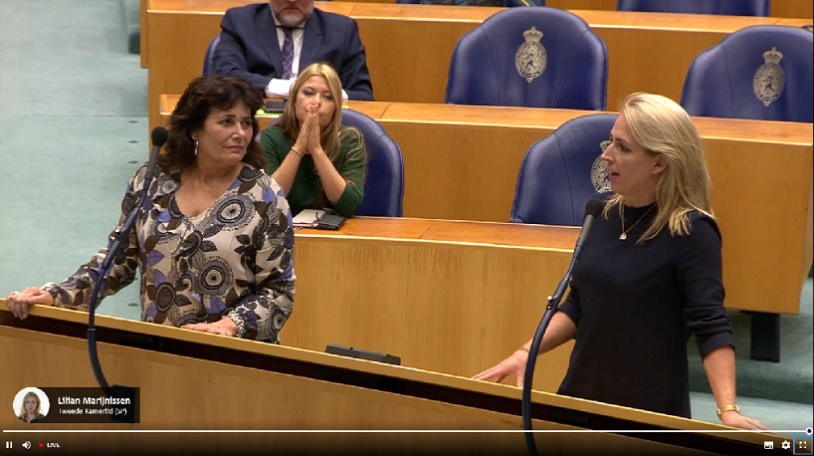 Lilian Marijnissen
Tweede Kamerlid (SP)
LIVE